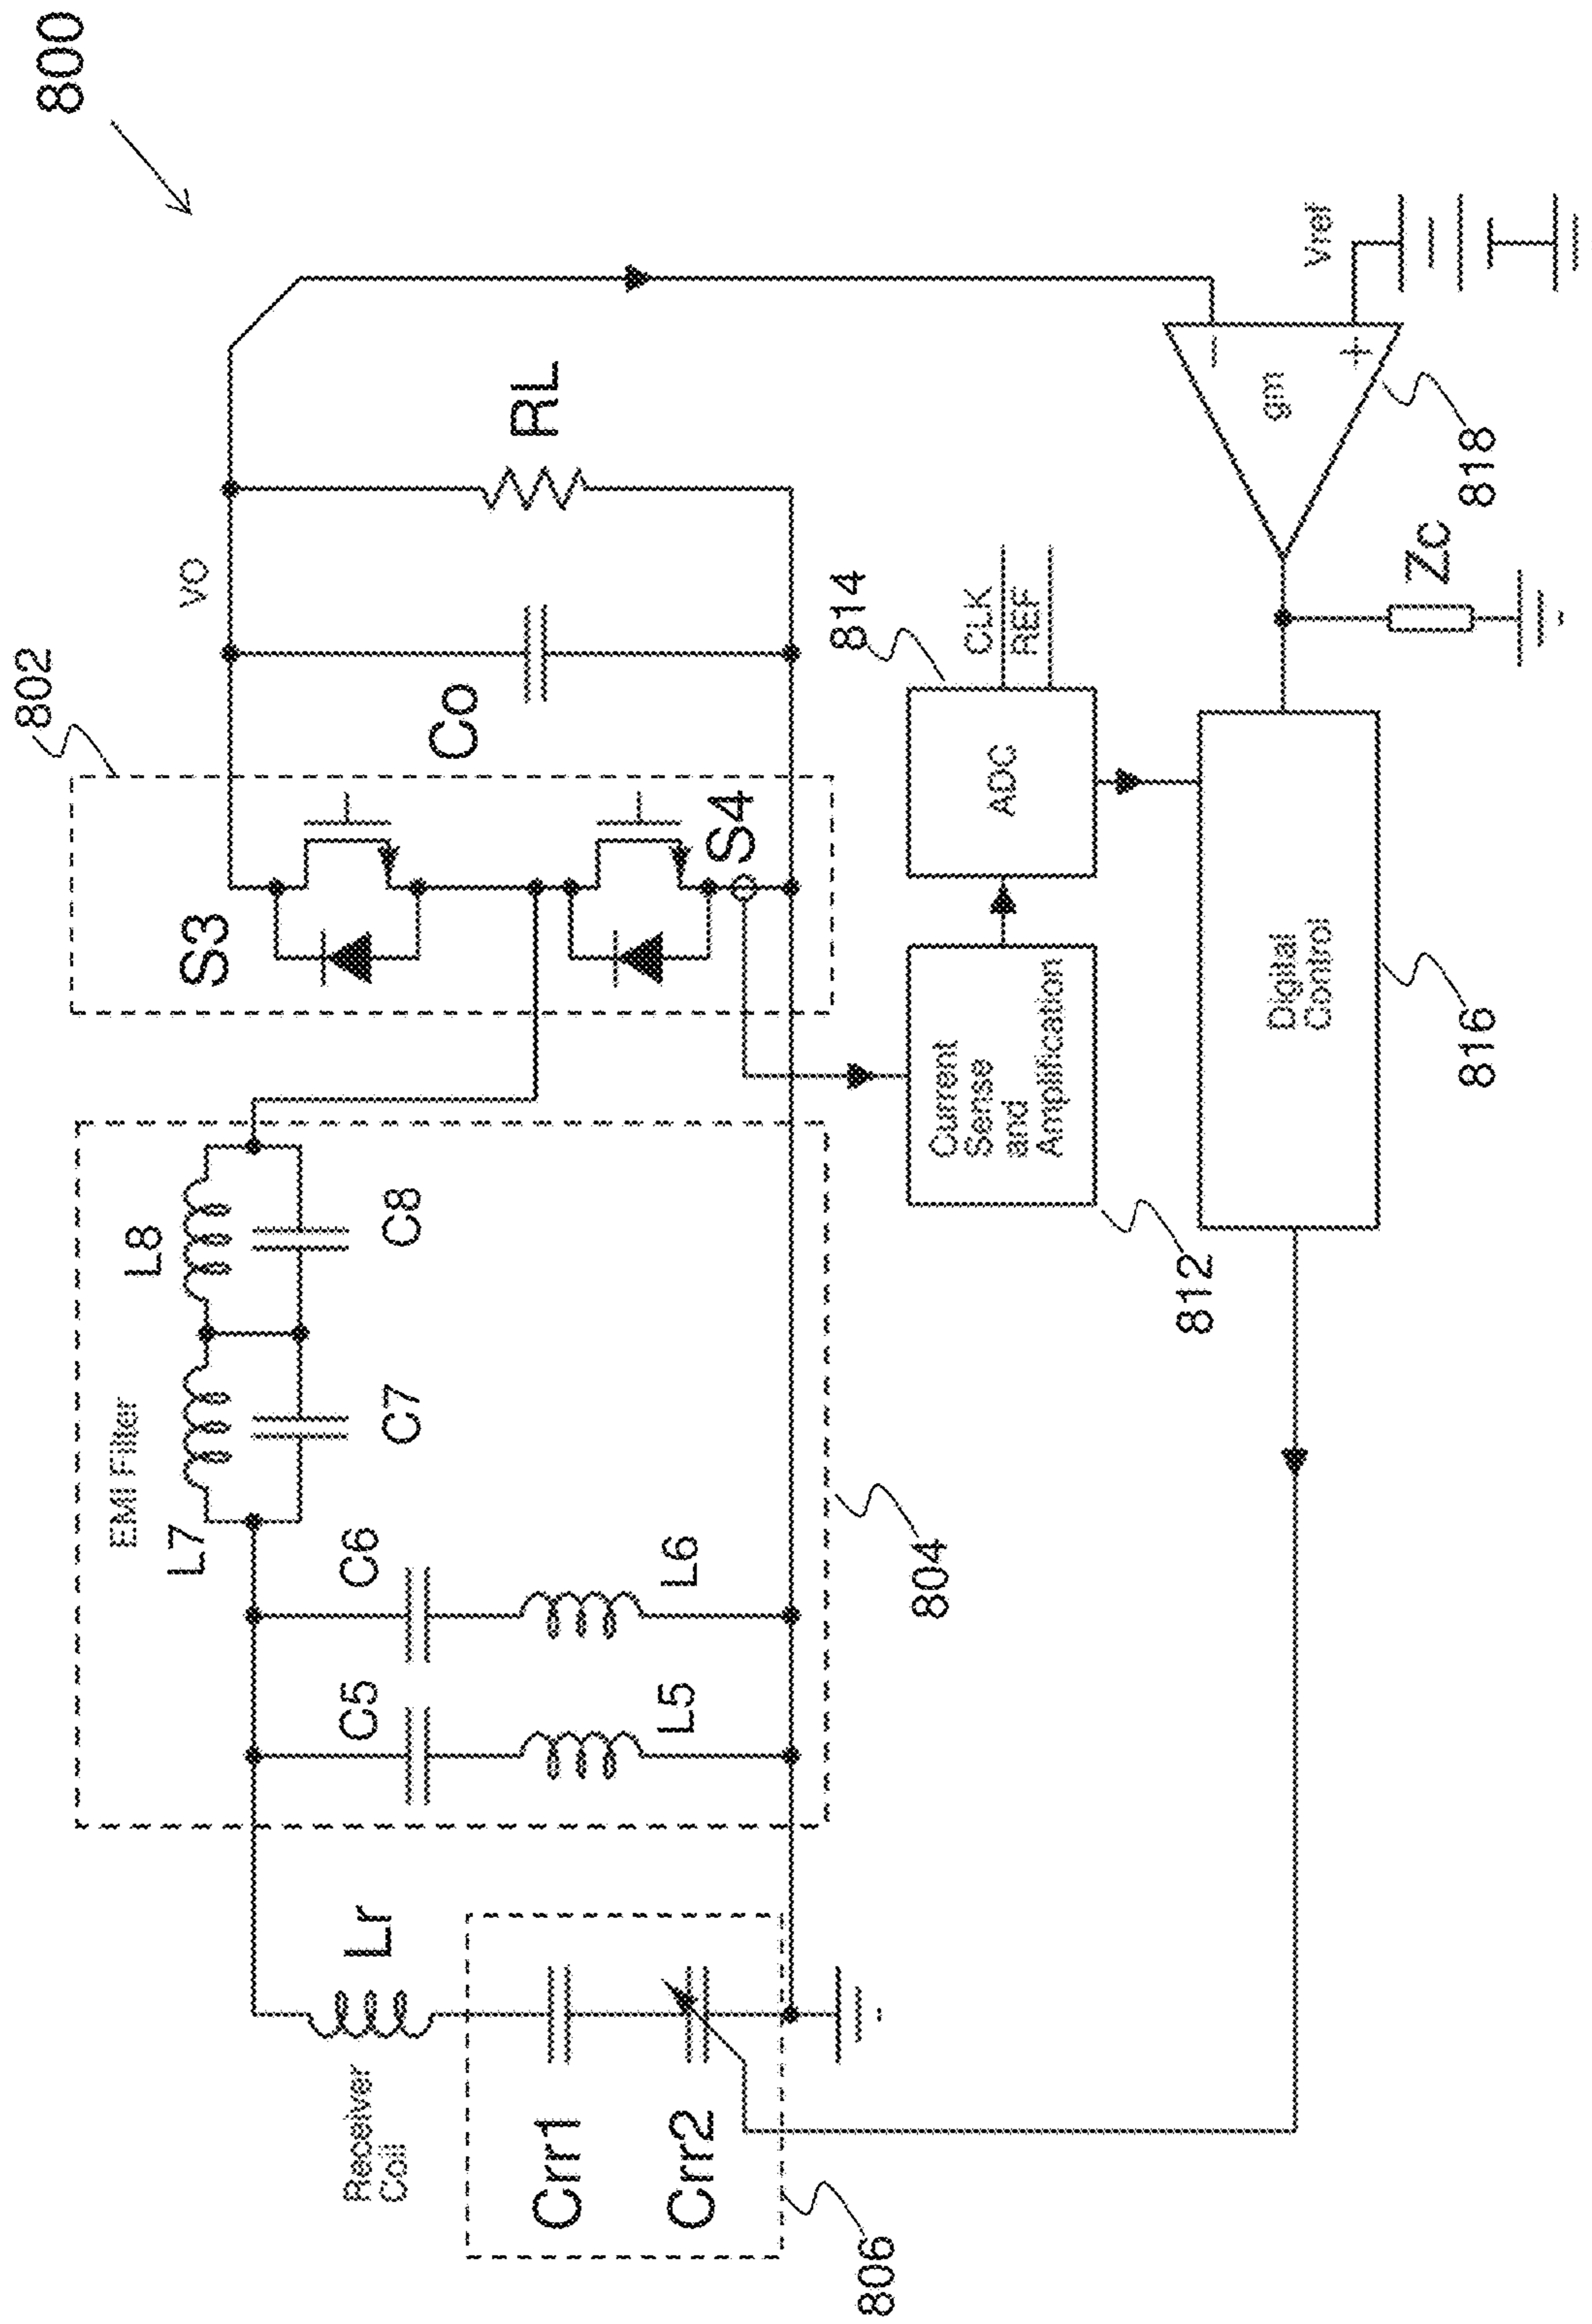 800
802
VO
S3
S4
Co
RL
EMI Filter
L7
L8
C7
C8
C6
L6
C5
L5
804
Receiver
Coil
Lr
Crr1
Crr2
806
Current
Sense
and
Amplification
812
ADC
814
CLK
REF
Digital
Control
816
gm
−
+
818
Vref
Zc